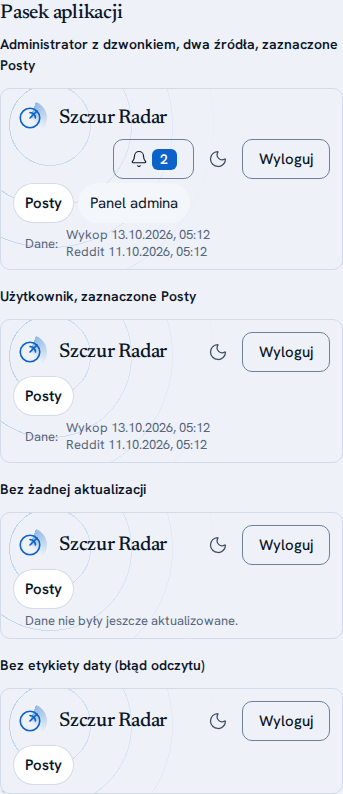 Pasek aplikacji
Administrator z dzwonkiem, dwa źródła, zaznaczone
Posty
Szczur Radar
2
Wyloguj
Posty
Panel admina
Dane:
Wykop 13.10.2026, 05:12
Reddit 11.10.2026, 05:12
Użytkownik, zaznaczone Posty
Szczur Radar
Wyloguj
Posty
Dane:
Wykop 13.10.2026, 05:12
Reddit 11.10.2026, 05:12
Bez żadnej aktualizacji
Szczur Radar
Wyloguj
Posty
Dane nie były jeszcze aktualizowane.
Bez etykiety daty (błąd odczytu)
Szczur Radar
Wyloguj
Posty